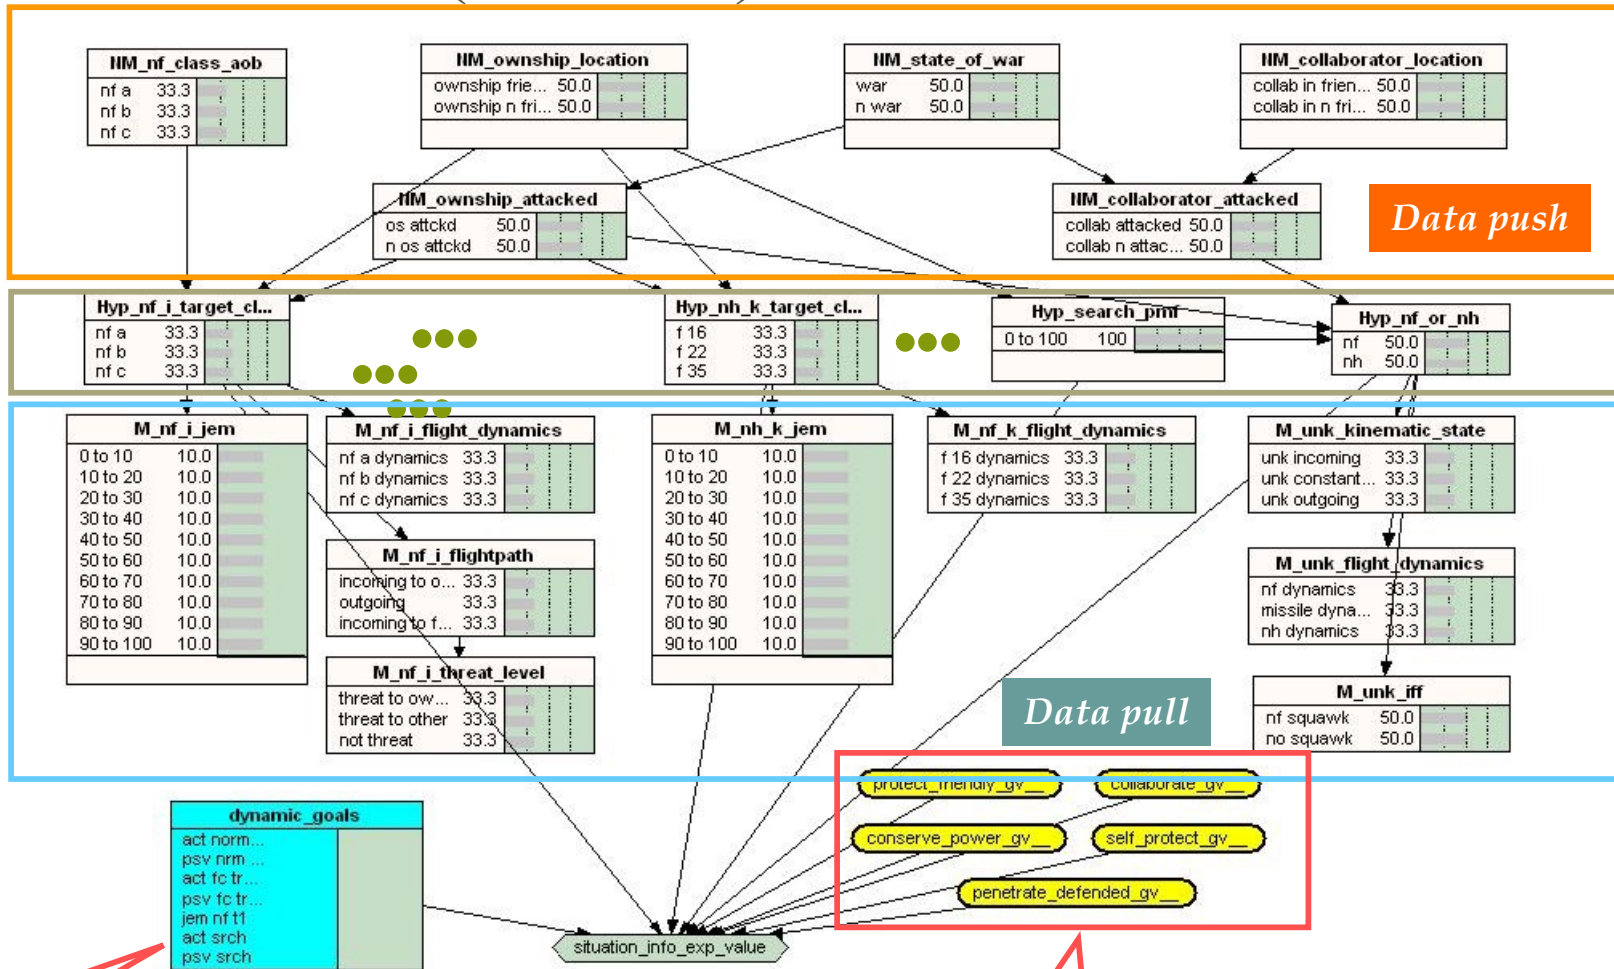 NM_nf_class_aob
nf a 33.3
nf b 33.3
nf c 33.3
NM_ownship_location
ownship frie... 50.0
ownship n fri... 50.0
NM_state_of_war
war 50.0
n war 50.0
NM_collaborator_location
collab in frien... 50.0
collab in n fri... 50.0
NM_ownship_attacked
os attckd 50.0
n os attckd 50.0
NM_collaborator_attacked
collab attacked 50.0
collab n attac... 50.0
Data push
Hyp_nf_i_target_cl...
nf a 33.3
nf b 33.3
nf c 33.3
Hyp_nh_k_target_cl...
f 16 33.3
f 22 33.3
f 35 33.3
Hyp_search_pmf
0 to 100 100
Hyp_nf_or_nh
nf 50.0
nh 50.0
M_nf_i_jem
0 to 10 10.0
10 to 20 10.0
20 to 30 10.0
30 to 40 10.0
40 to 50 10.0
50 to 60 10.0
60 to 70 10.0
70 to 80 10.0
80 to 90 10.0
90 to 100 10.0
M_nf_i_flight_dynamics
nf a dynamics 33.3
nf b dynamics 33.3
nf c dynamics 33.3
M_nf_i_flightpath
incoming to o... 33.3
outgoing 33.3
incoming to f... 33.3
M_nf_i_threat_level
threat to ow... 33.3
threat to other 33.3
not threat 33.3
M_nh_k_jem
0 to 10 10.0
10 to 20 10.0
20 to 30 10.0
30 to 40 10.0
40 to 50 10.0
50 to 60 10.0
60 to 70 10.0
70 to 80 10.0
80 to 90 10.0
90 to 100 10.0
M_nf_k_flight_dynamics
f 16 dynamics 33.3
f 22 dynamics 33.3
f 35 dynamics 33.3
M_unk_kinematic_state
unk incoming 33.3
unk constant... 33.3
unk outgoing 33.3
M_unk_flight_dynamics
nf dynamics 33.3
missile dyna... 33.3
nh dynamics 33.3
M_unk_iff
nf squawk 50.0
no squawk 50.0
Data pull
protect_friendly_gv__
collaborate_gv__
conserve_power_gv__
self_protect_gv__
penetrate_defended_gv__
dynamic_goals
act norm...
psv nrm ...
act fc tr...
psv fc tr...
jem nf t1
act srch
psv srch
situation_info_exp_value